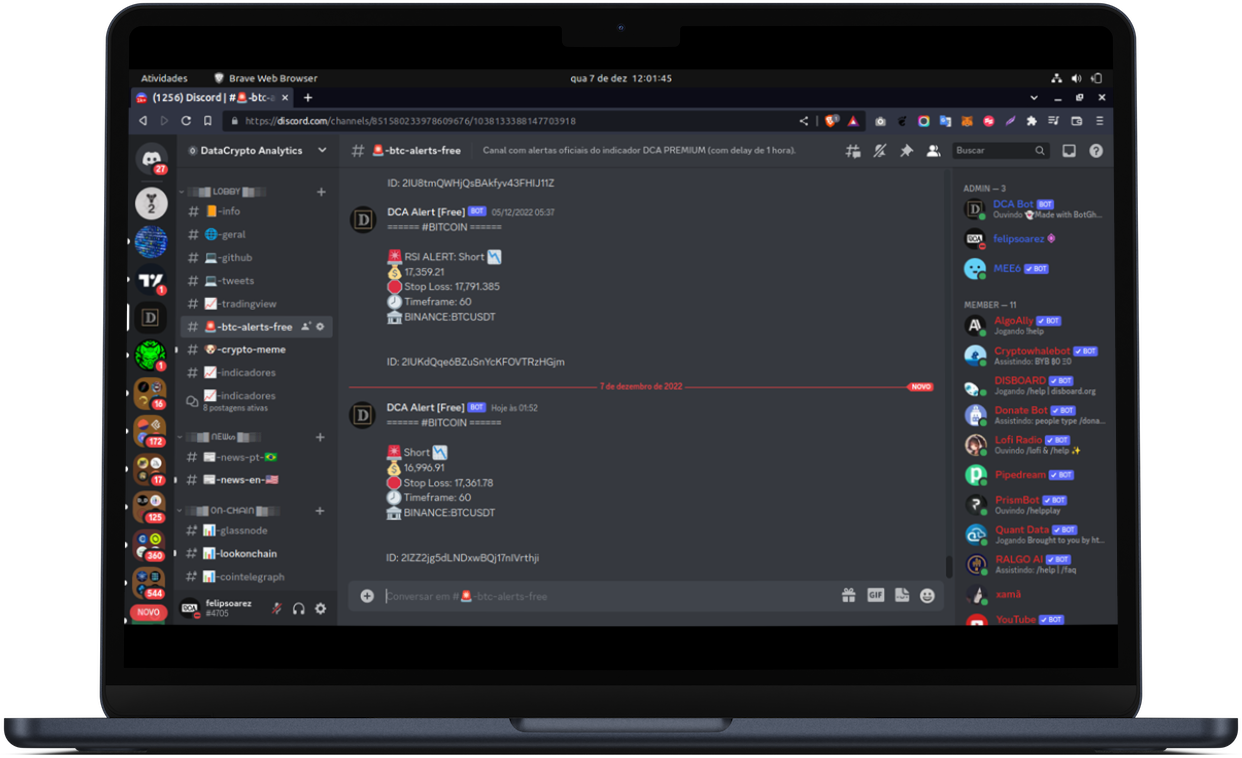 Atividades
Brave Web Browser
qua 7 de dez 12:01:45
(1256) Discord | #🚨-btc-a
https://discord.com/channels/851580233978609676/1038133388147703918
27
2
1
1
16
172
17
125
360
544
NOVO
DataCrypto Analytics
LOBBY
📙-info
🌐-geral
💻-github
💻-tweets
📈-tradingview
🚨-btc-alerts-free
🐶-crypto-meme
📈-indicadores
📈-indicadores
8 postagens ativas
NEWS
📰-news-pt-🇧🇷
📰-news-en-🇺🇸
ON-CHAIN
📊-glassnode
📊-lookonchain
📊-cointelegraph
felipsoarez
#4705
# 🚨-btc-alerts-free
Canal com alertas oficiais do indicador DCA PREMIUM (com delay de 1 hora).
Buscar
ID: 2IU8tmQWHjQsBAkfyv43FHIJ11Z
DCA Alert [Free] BOT 05/12/2022 05:37
====== #BITCOIN ======
🚨 RSI ALERT: Short 📉
💰 17,359.21
🛑 Stop Loss: 17,791.385
🕗 Timeframe: 60
🏛 BINANCE:BTCUSDT
ID: 2IUKdQqe6BZuSnYcKFOVTRzHGjm
7 de dezembro de 2022
NOVO
DCA Alert [Free] BOT Hoje às 01:52
====== #BITCOIN ======
🚨 Short 📉
💰 16,996.91
🛑 Stop Loss: 17,361.78
🕗 Timeframe: 60
🏛 BINANCE:BTCUSDT
ID: 2IZZ2jg5dLNDxwBQj17nIVrthji
Conversar em #🚨-btc-alerts-free
GIF
ADMIN — 3
DCA Bot BOT
Ouvindo 👻Made with BotGh...
felipsoarez
MEE6 ✓ BOT
MEMBER — 11
AlgoAlly ✓ BOT
Jogando !help
Cryptowhalebot ✓ BOT
Assistindo: BYB $0
DISBOARD ✓ BOT
Jogando /help | disboard.org
Donate Bot ✓ BOT
Assistindo: people type /dona...
Lofi Radio ✓ BOT
Ouvindo /lofi & /help ✨
Pipedream ✓ BOT
PrismBot ✓ BOT
Ouvindo /helpplay
Quant Data ✓ BOT
Jogando Brought to you by ht...
RALGO AI ✓ BOT
Assistindo: /help | /faq
xamã
YouTube ✓ BOT